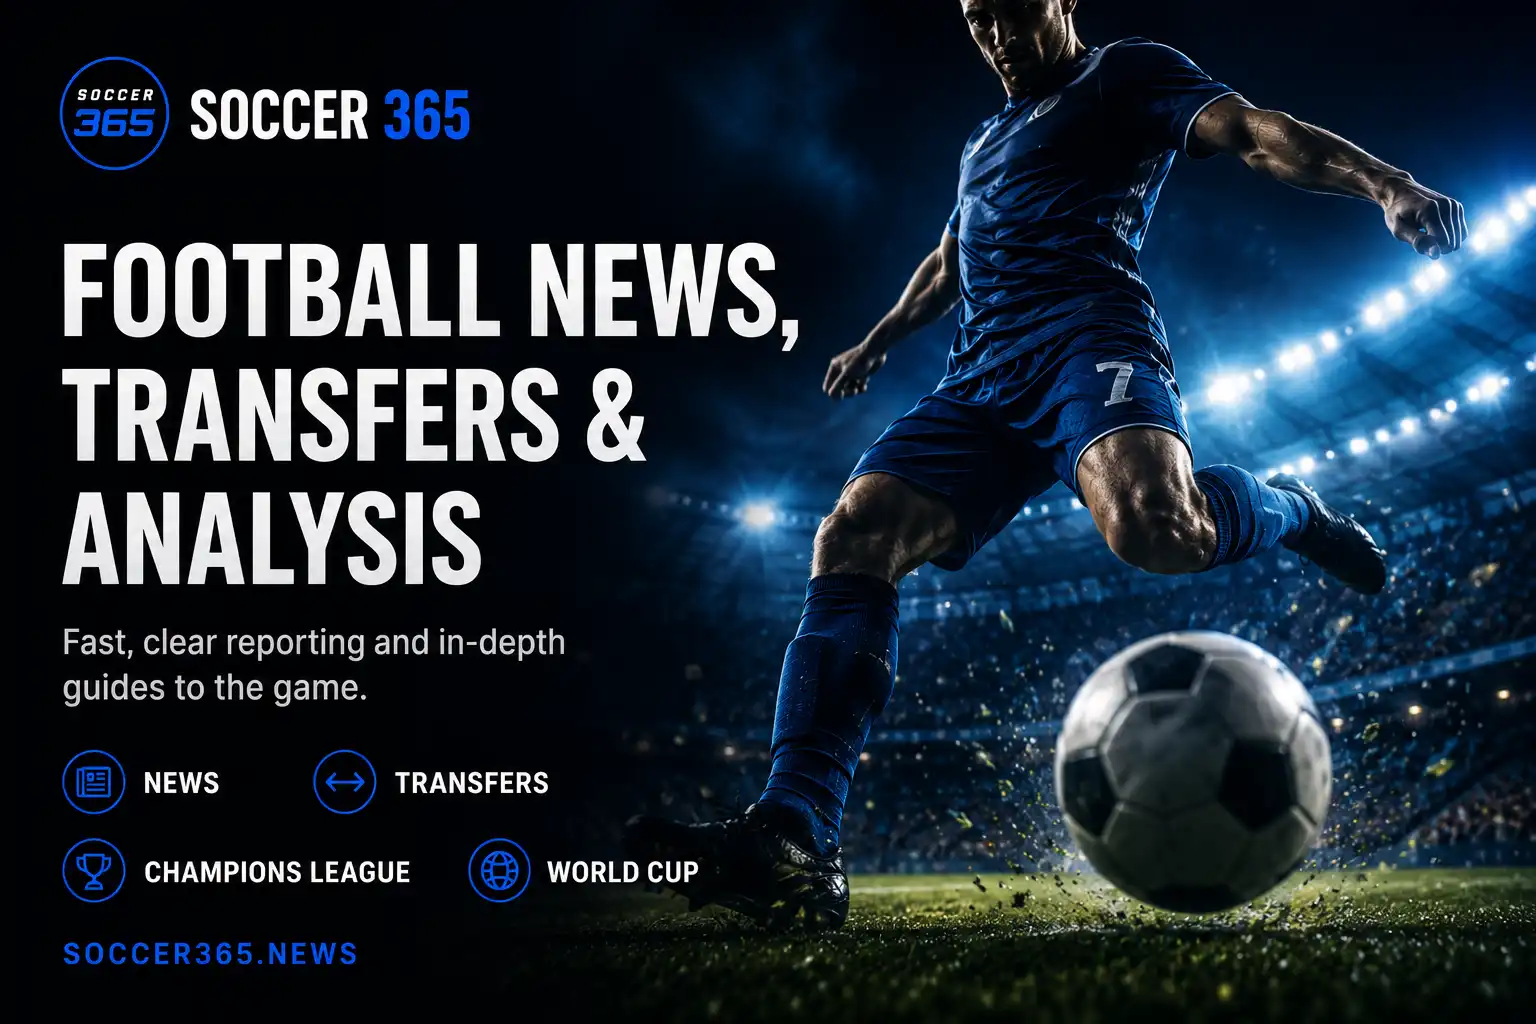 SOCCER
365
SOCCER 365
FOOTBALL NEWS,
TRANSFERS &
ANALYSIS
Fast, clear reporting and in-depth
guides to the game.
NEWS
TRANSFERS
CHAMPIONS LEAGUE
WORLD CUP
SOCCER365.NEWS
7